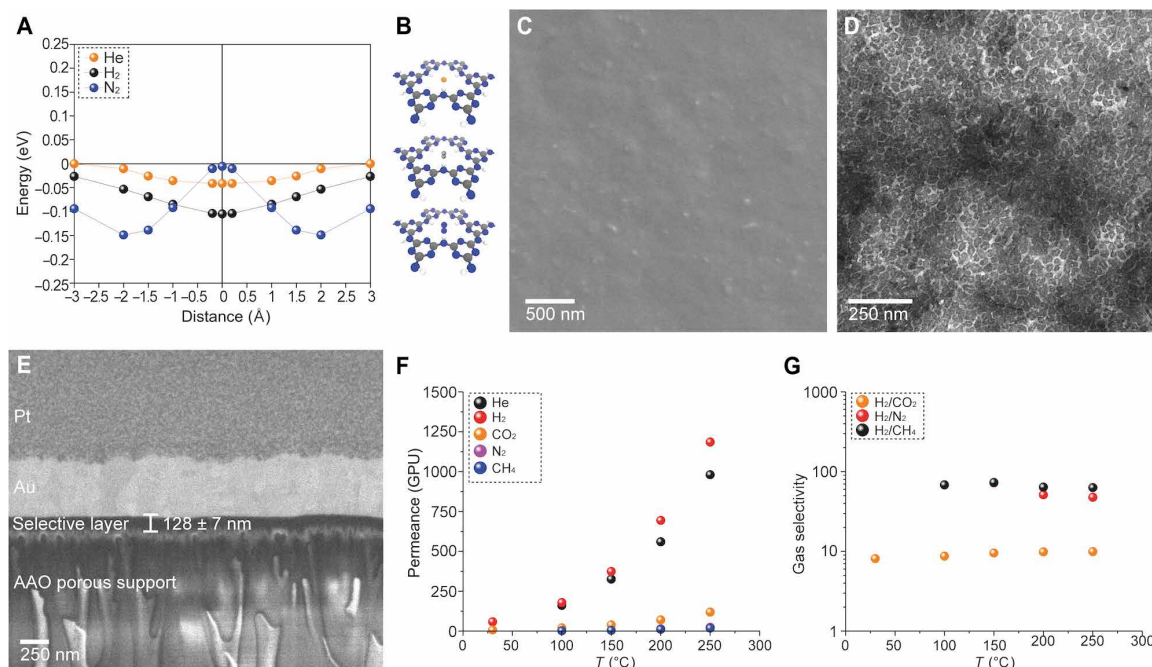 A
Energy (eV)
0.25
0.2
0.15
0.1
0.05
0
−0.05
−0.1
−0.15
−0.2
−0.25
He
H₂
N₂
−3 −2.5 −2 −1.5 −1 −0.5 0 0.5 1 1.5 2 2.5 3
Distance (Å)
B
C
500 nm
D
250 nm
E
Pt
Au
Selective layer
128 ± 7 nm
AAO porous support
250 nm
F
Permeance (GPU)
1500
1250
1000
750
500
250
0
He
H₂
CO₂
N₂
CH₄
0 50 100 150 200 250 300
T (°C)
G
Gas selectivity
1000
100
10
1
H₂/CO₂
H₂/N₂
H₂/CH₄
0 50 100 150 200 250 300
T (°C)